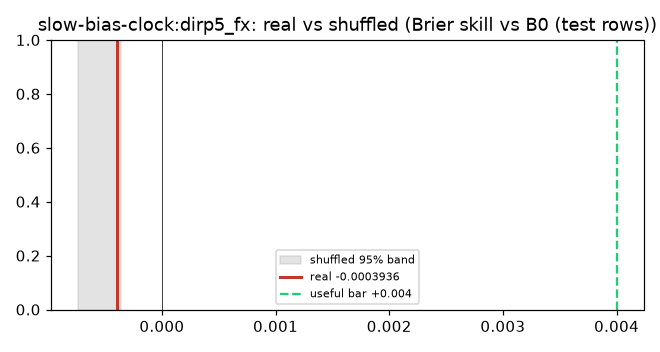 slow-bias-clock:dirp5_fx: real vs shuffled (Brier skill vs B0 (test rows))
1.0
0.8
0.6
0.4
0.2
0.0
shuffled 95% band
real -0.0003936
useful bar +0.004
0.000 0.001 0.002 0.003 0.004